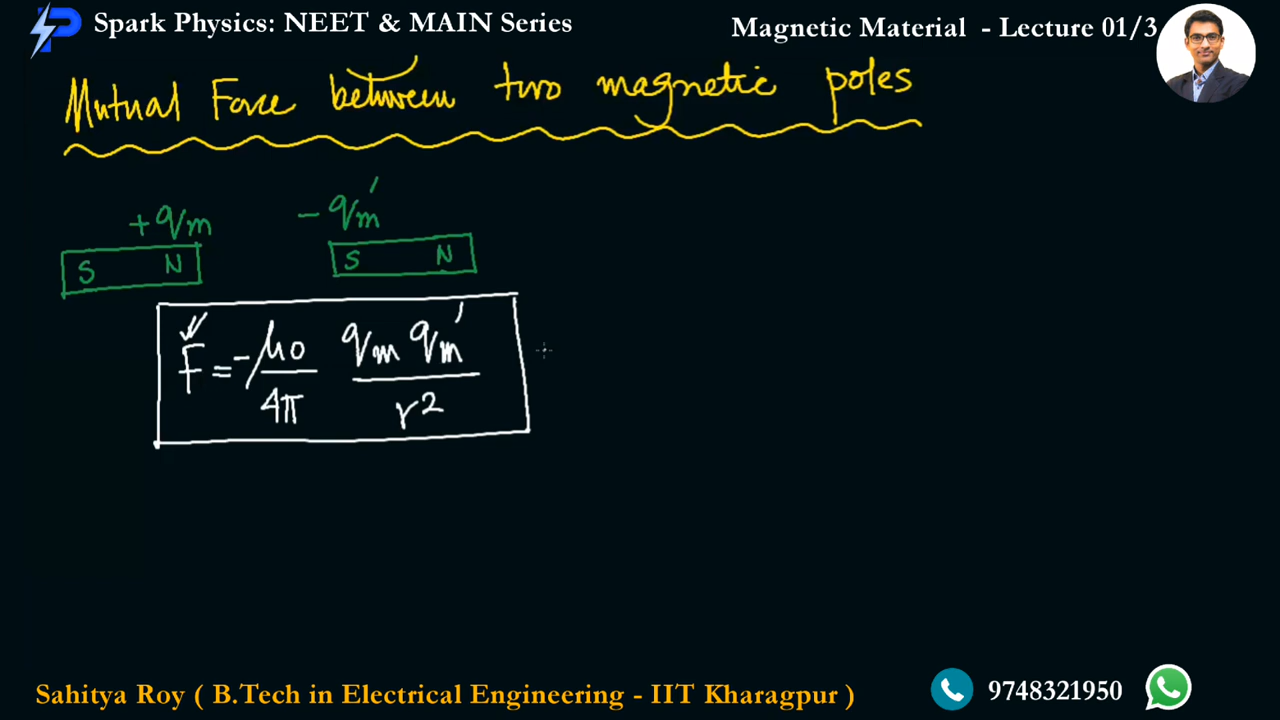 Spark Physics: NEET & MAIN Series
Magnetic Material - Lecture 01/3
Mutual Force between two magnetic poles
+qm - qm′
S N S N
F = - μ0/4π qm qm′/r²
Sahitya Roy ( B.Tech in Electrical Engineering - IIT Kharagpur )
9748321950